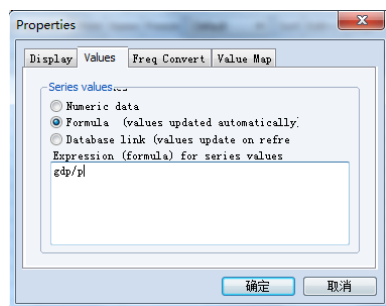 Properties
Display Values Freq Convert Value Map
Series values
Numeric data
Formula (values updated automatically)
Database link (values update on refre
Expression (formula) for series values
gdp/p
确定 取消